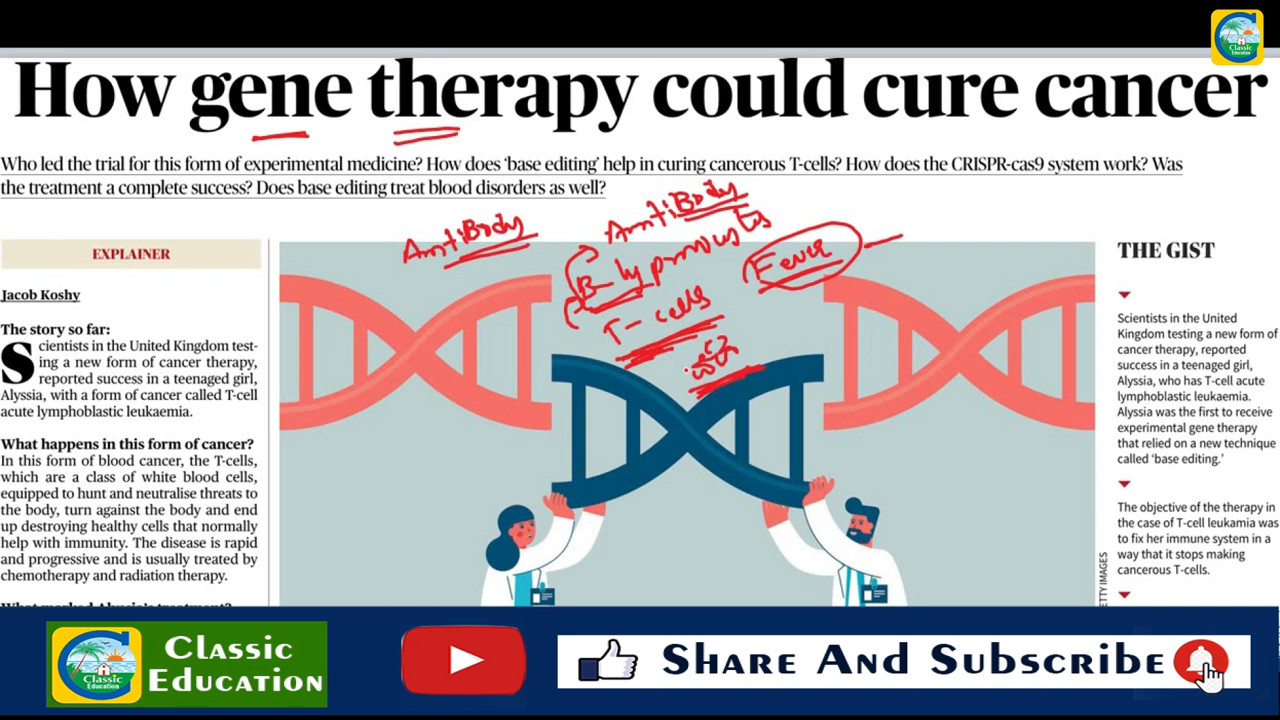 Classic
Education
How gene therapy could cure cancer
Who led the trial for this form of experimental medicine? How does ‘base editing’ help in curing cancerous T-cells? How does the CRISPR-cas9 system work? Was
the treatment a complete success? Does base editing treat blood disorders as well?
EXPLAINER
Jacob Koshy
The story so far:
Scientists in the United Kingdom test-
ing a new form of cancer therapy,
reported success in a teenaged girl,
Alyssia, with a form of cancer called T-cell
acute lymphoblastic leukaemia.
What happens in this form of cancer?
In this form of blood cancer, the T-cells,
which are a class of white blood cells,
equipped to hunt and neutralise threats to
the body, turn against the body and end
up destroying healthy cells that normally
help with immunity. The disease is rapid
and progressive and is usually treated by
chemotherapy and radiation therapy.
AntiBody
AntiBody
Fever
T-cells
THE GIST
Scientists in the United
Kingdom testing a new form of
cancer therapy, reported
success in a teenaged girl,
Alyssia, who has T-cell acute
lymphoblastic leukaemia.
Alyssia was the first to receive
experimental gene therapy
that relied on a new technique
called ‘base editing.’
The objective of the therapy in
the case of T-cell leukamia was
to fix her immune system in a
way that it stops making
cancerous T-cells.
Classic
Education
Classic
Education
Share And Subscribe